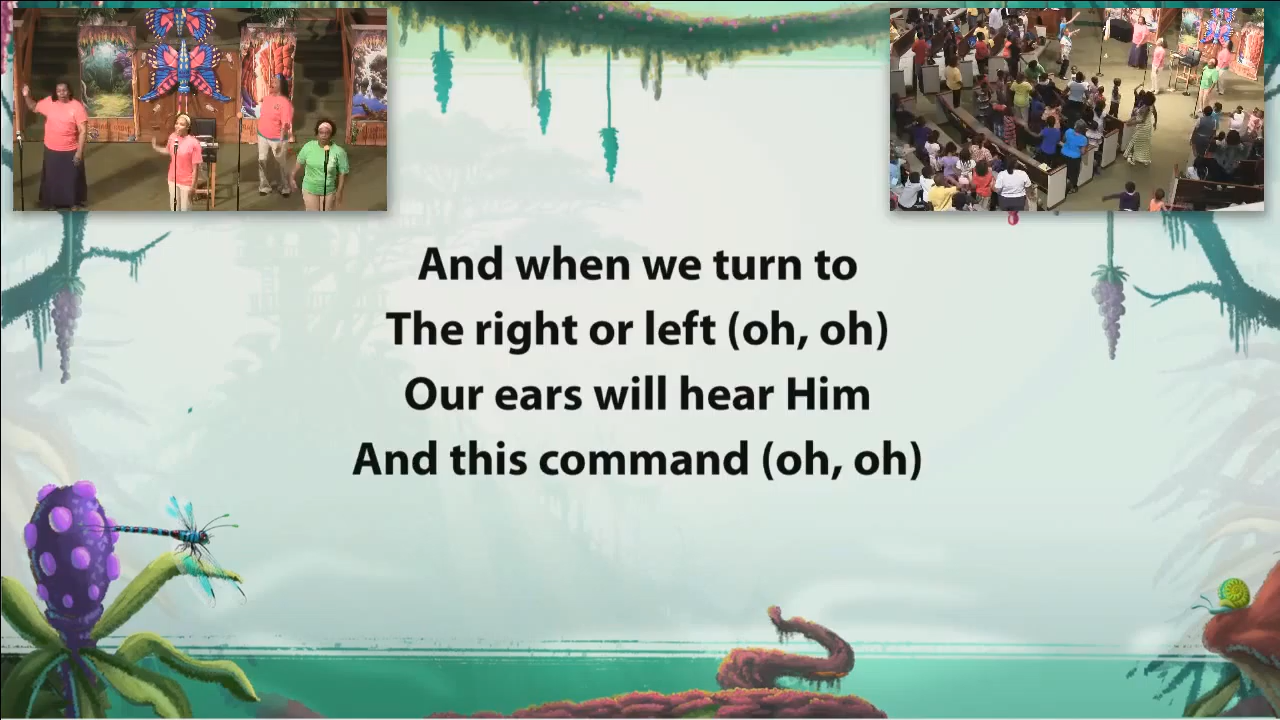 And when we turn to
The right or left (oh, oh)
Our ears will hear Him
And this command (oh, oh)